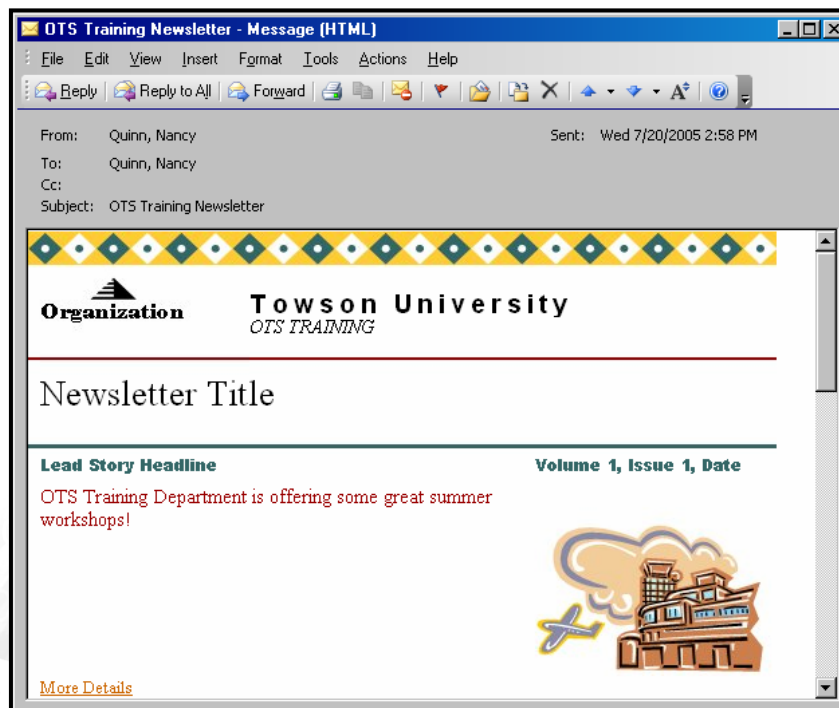 OTS Training Newsletter - Message (HTML)
File Edit View Insert Format Tools Actions Help
Reply Reply to All Forward
From: Quinn, Nancy Sent: Wed 7/20/2005 2:58 PM
To: Quinn, Nancy
Cc:
Subject: OTS Training Newsletter
Organization
Towson University
OTS TRAINING
Newsletter Title
Lead Story Headline Volume 1, Issue 1, Date
OTS Training Department is offering some great summer
workshops!
More Details